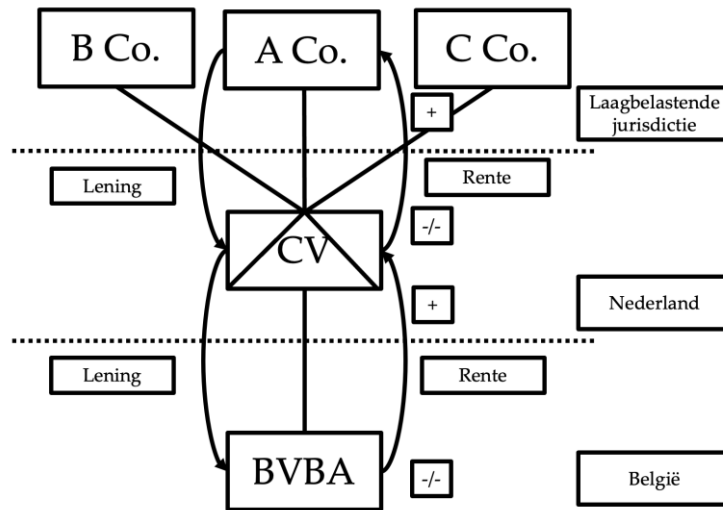 B Co.
A Co.
C Co.
+
Laagbelastende
jurisdictie
Lening
Rente
CV
-/-
+
Nederland
Lening
Rente
BVBA
-/-
België